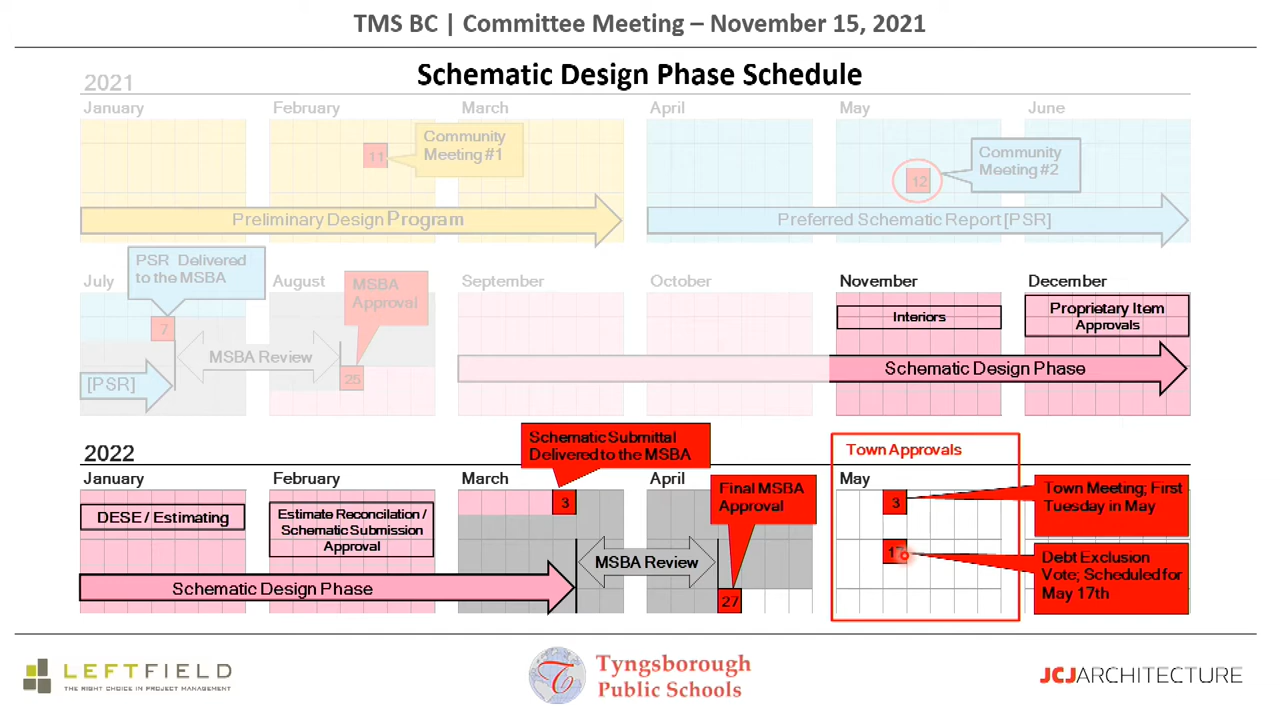 TMS BC | Committee Meeting – November 15, 2021
Schematic Design Phase Schedule
2021
January
February
March
April
May
June
11
Community
Meeting #1
12
Community
Meeting #2
Preliminary Design Program
Preferred Schematic Report [PSR]
PSR Delivered
to the MSBA
July
August
MSBA
Approval
September
October
November
December
7
MSBA Review
25
[PSR]
Interiors
Proprietary Item
Approvals
Schematic Design Phase
2022
Schematic Submittal
Delivered to the MSBA
Town Approvals
January
February
March
April
May
DESE / Estimating
Estimate Reconciliation /
Schematic Submission
Approval
3
Final MSBA
Approval
3
Town Meeting; First
Tuesday in May
MSBA Review
Debt Exclusion
Vote; Scheduled for
May 17th
Schematic Design Phase
27
LEFTFIELD
THE RIGHT CHOICE IN PROJECT MANAGEMENT
Tyngsborough
Public Schools
JCJARCHITECTURE